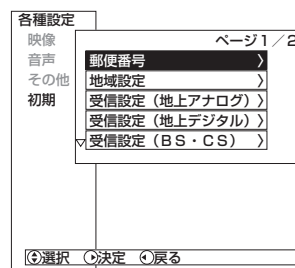 各種設定
映像
音声
その他
初期
ページ1／2
郵便番号 〉
地域設定 〉
受信設定（地上アナログ）〉
受信設定（地上デジタル）〉
▽受信設定（ＢＳ・ＣＳ）〉
選択 決定 戻る